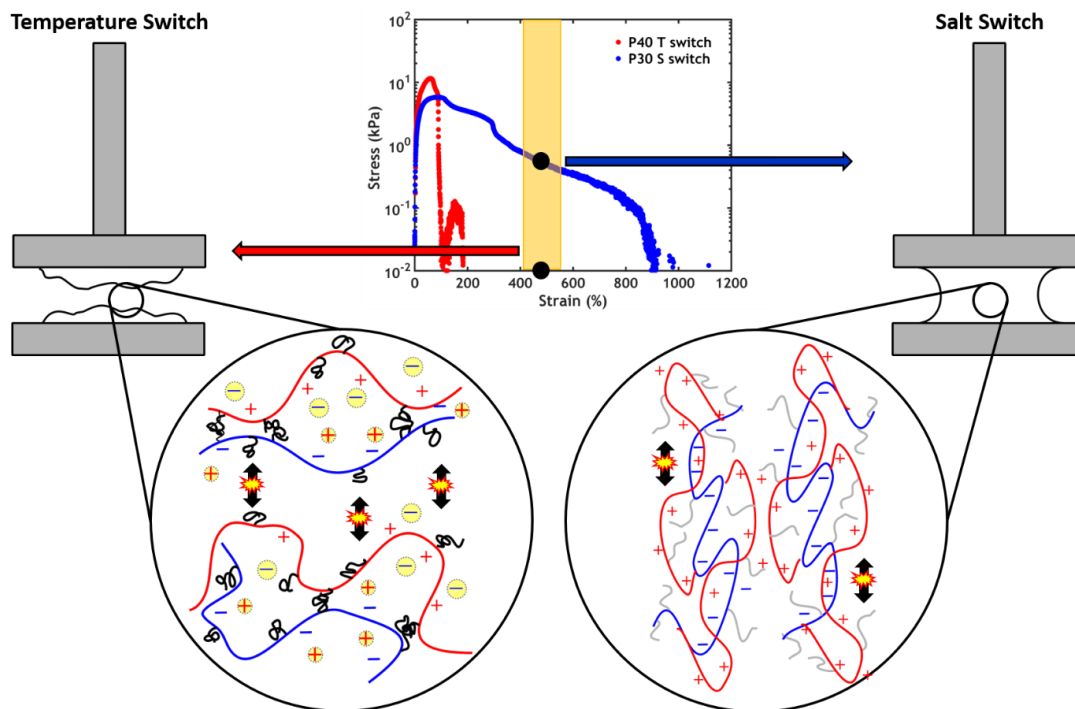 Temperature Switch
Salt Switch
10²
10¹
10⁰
10⁻¹
10⁻²
Stress (kPa)
P40 T switch
P30 S switch
0
200
400
600
800
1000
1200
Strain (%)